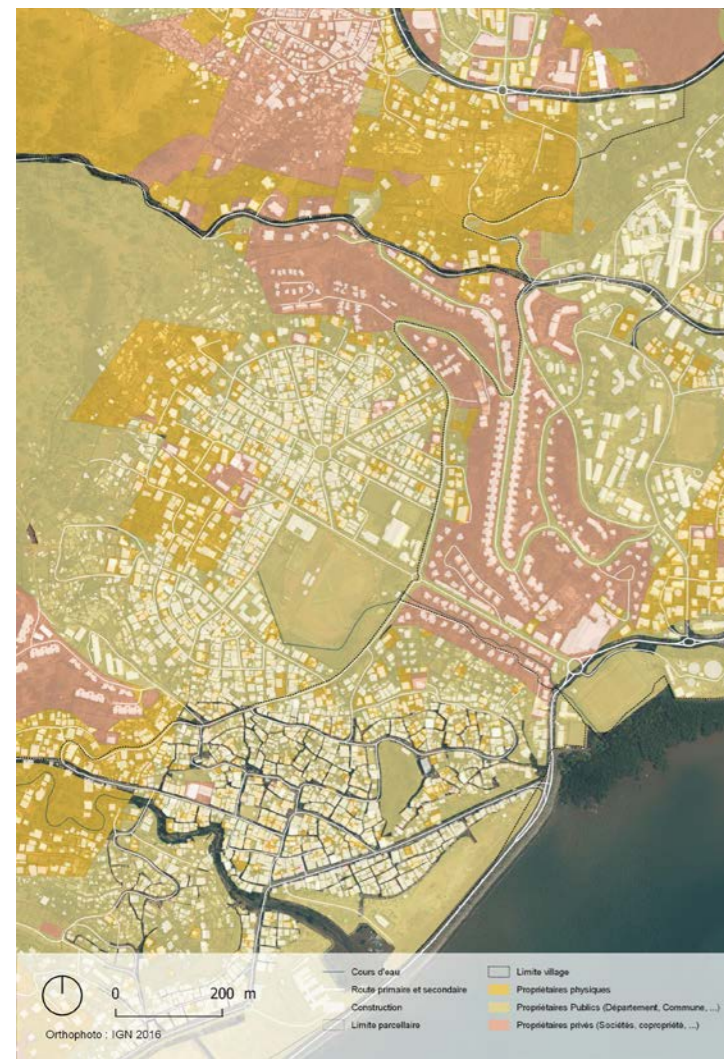 0 200 m
Orthophoto : IGN 2016
Cours d'eau
Route primaire et secondaire
Construction
Limite parcellaire
Limite village
Propriétaires physiques
Propriétaires Publics (Département, Commune, ...)
Propriétaires privés (Sociétés, copropriété, ...)